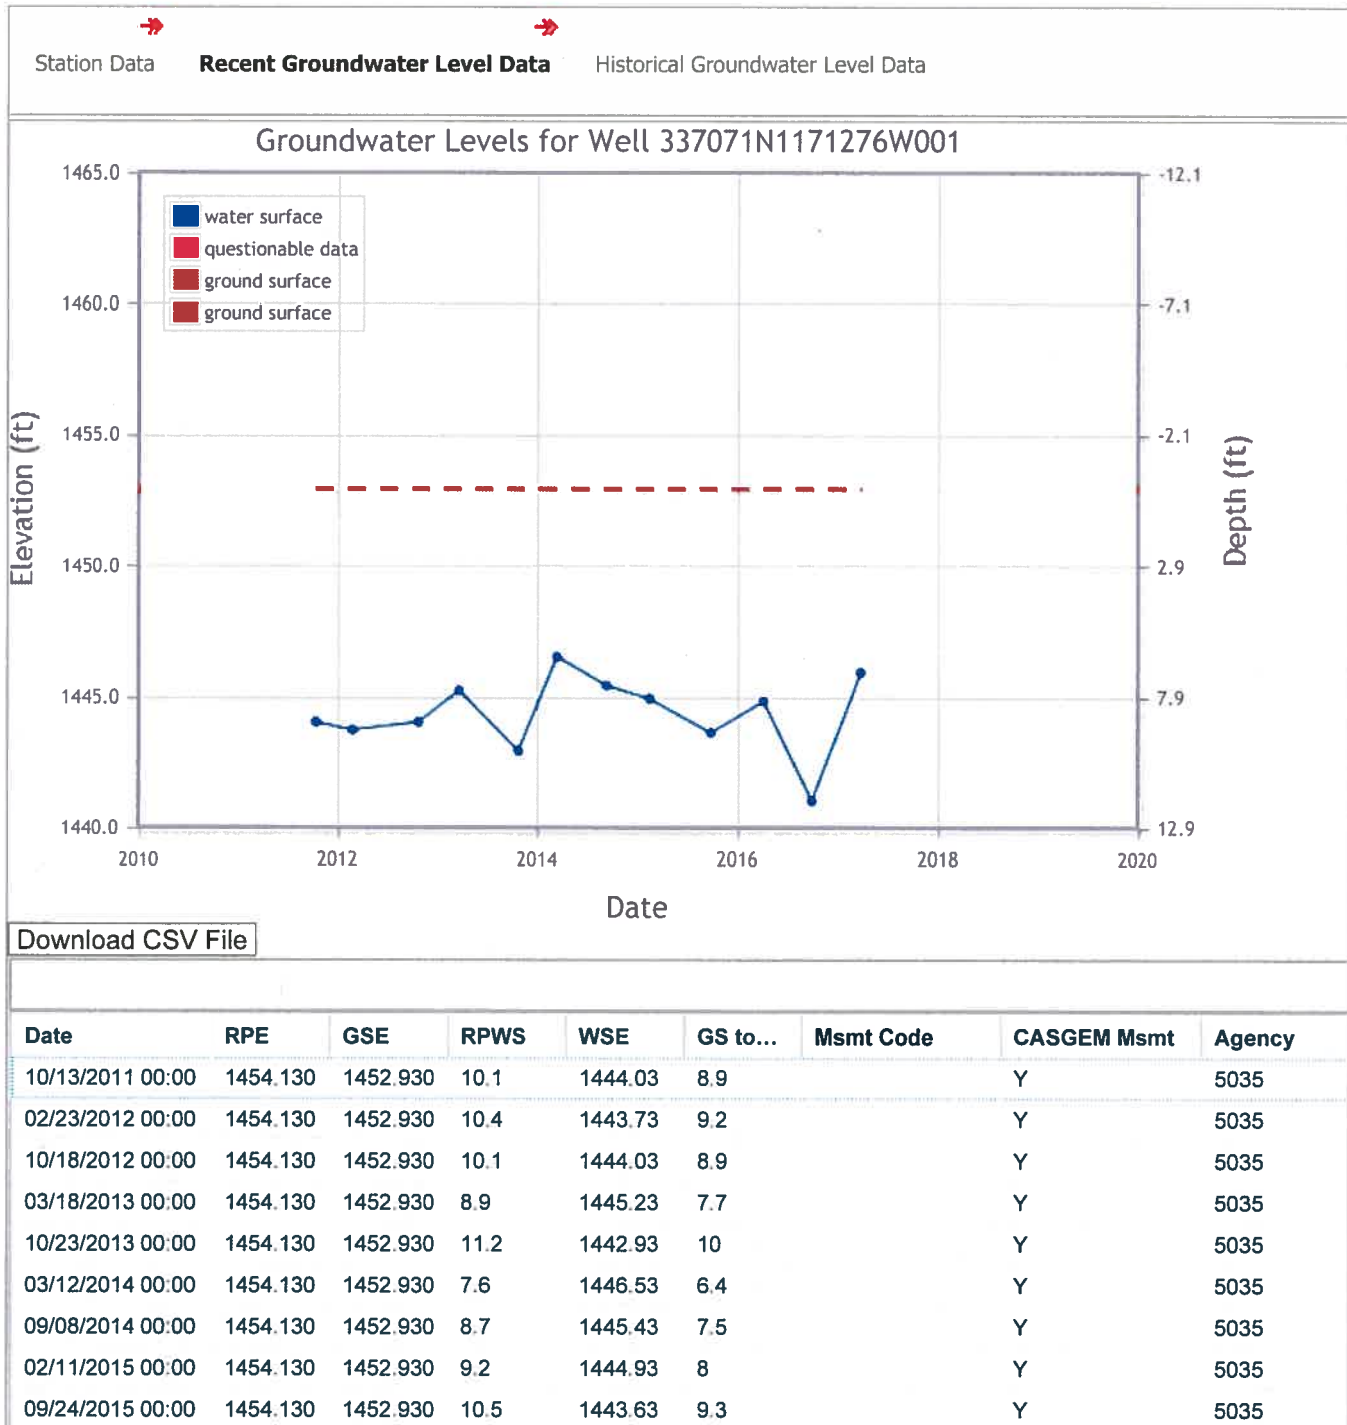 Station Data Recent Groundwater Level Data Historical Groundwater Level Data
Groundwater Levels for Well 337071N1171276W001
1465.0 -12.1
water surface
questionable data
ground surface
1460.0 -7.1
ground surface
1455.0 -2.1
Elevation (ft) Depth (ft)
1450.0 2.9
1445.0 7.9
1440.0 12.9
2010 2012 2014 2016 2018 2020
Date
Download CSV File
Date RPE GSE RPWS WSE GS to... Msmt Code CASGEM Msmt Agency
10/13/2011 00:00 1454.130 1452.930 10.1 1444.03 8.9 Y 5035
02/23/2012 00:00 1454.130 1452.930 10.4 1443.73 9.2 Y 5035
10/18/2012 00:00 1454.130 1452.930 10.1 1444.03 8.9 Y 5035
03/18/2013 00:00 1454.130 1452.930 8.9 1445.23 7.7 Y 5035
10/23/2013 00:00 1454.130 1452.930 11.2 1442.93 10 Y 5035
03/12/2014 00:00 1454.130 1452.930 7.6 1446.53 6.4 Y 5035
09/08/2014 00:00 1454.130 1452.930 8.7 1445.43 7.5 Y 5035
02/11/2015 00:00 1454.130 1452.930 9.2 1444.93 8 Y 5035
09/24/2015 00:00 1454.130 1452.930 10.5 1443.63 9.3 Y 5035